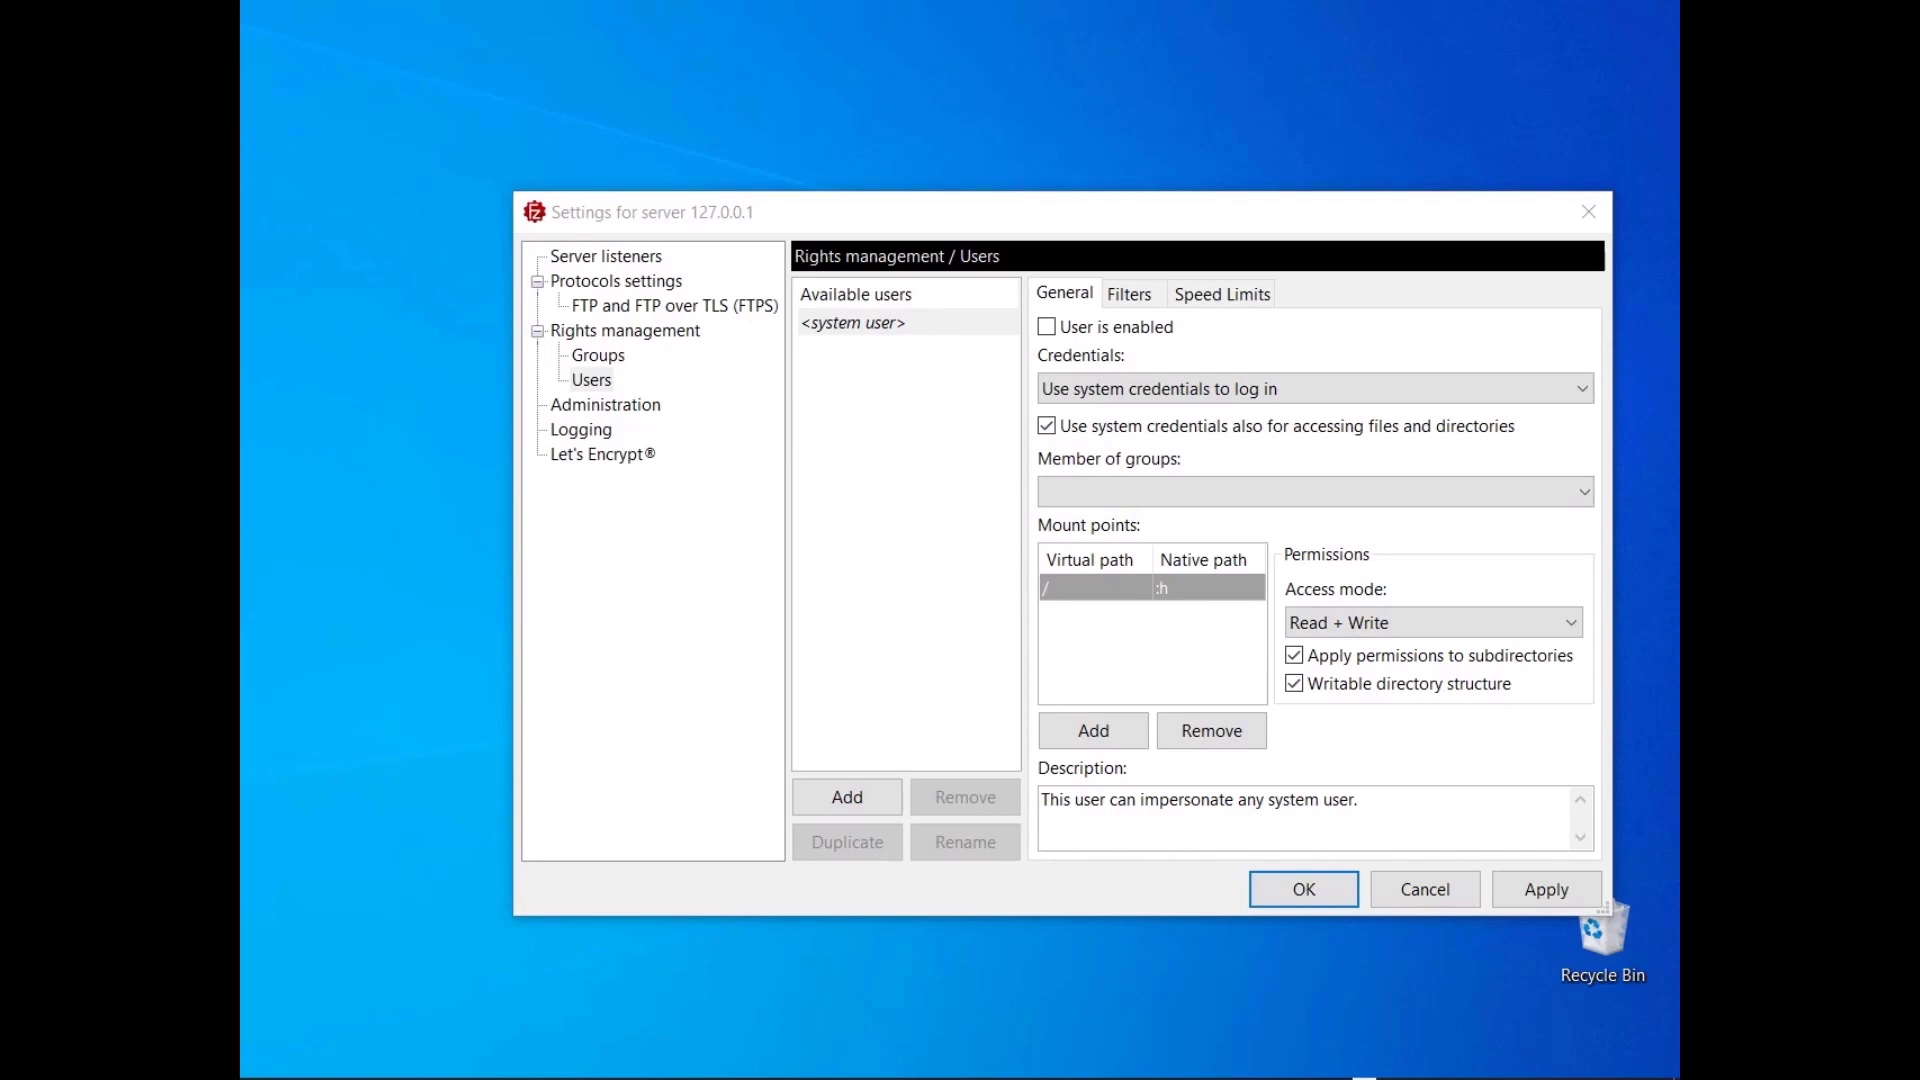 Settings for server 127.0.0.1
Server listeners
Protocols settings
FTP and FTP over TLS (FTPS)
Rights management
Groups
Users
Administration
Logging
Let's Encrypt®
Rights management / Users
Available users
<system user>
Add
Remove
Duplicate
Rename
General
Filters
Speed Limits
User is enabled
Credentials:
Use system credentials to log in
Use system credentials also for accessing files and directories
Member of groups:
Mount points:
Virtual path
Native path
/
:h
Add
Remove
Permissions
Access mode:
Read + Write
Apply permissions to subdirectories
Writable directory structure
Description:
This user can impersonate any system user.
OK
Cancel
Apply
Recycle Bin